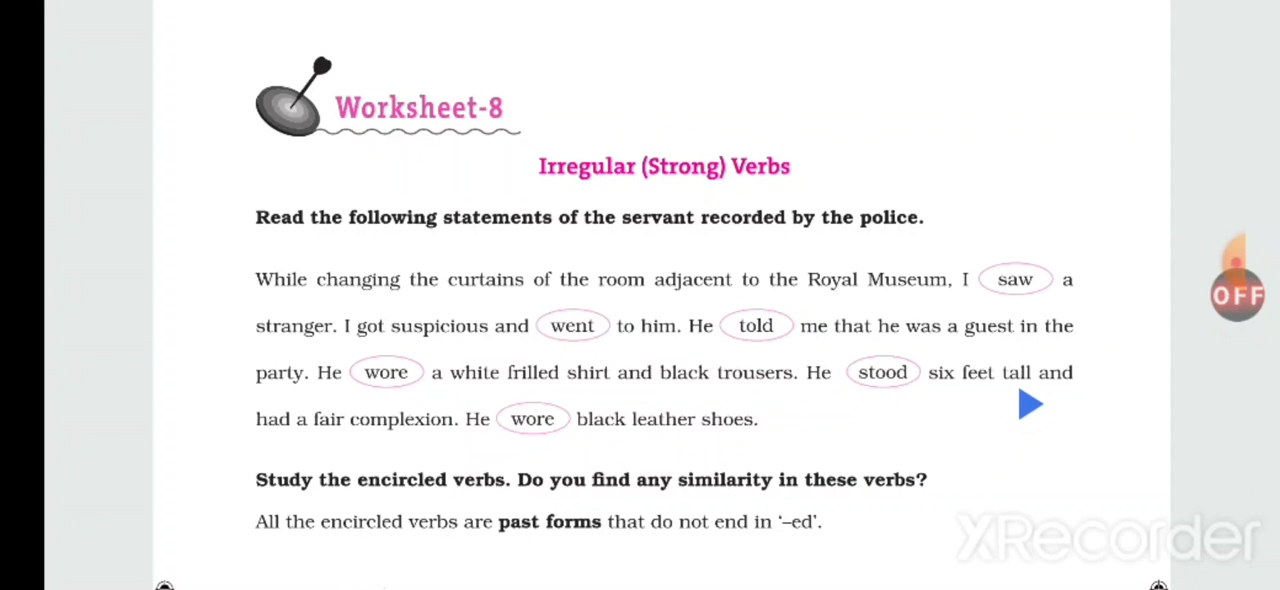 Worksheet-8
Irregular (Strong) Verbs
Read the following statements of the servant recorded by the police.
While changing the curtains of the room adjacent to the Royal Museum, I saw a
stranger. I got suspicious and went to him. He told me that he was a guest in the
party. He wore a white frilled shirt and black trousers. He stood six feet tall and
had a fair complexion. He wore black leather shoes.
Study the encircled verbs. Do you find any similarity in these verbs?
All the encircled verbs are past forms that do not end in ‘–ed’.
OFF
XRecorder